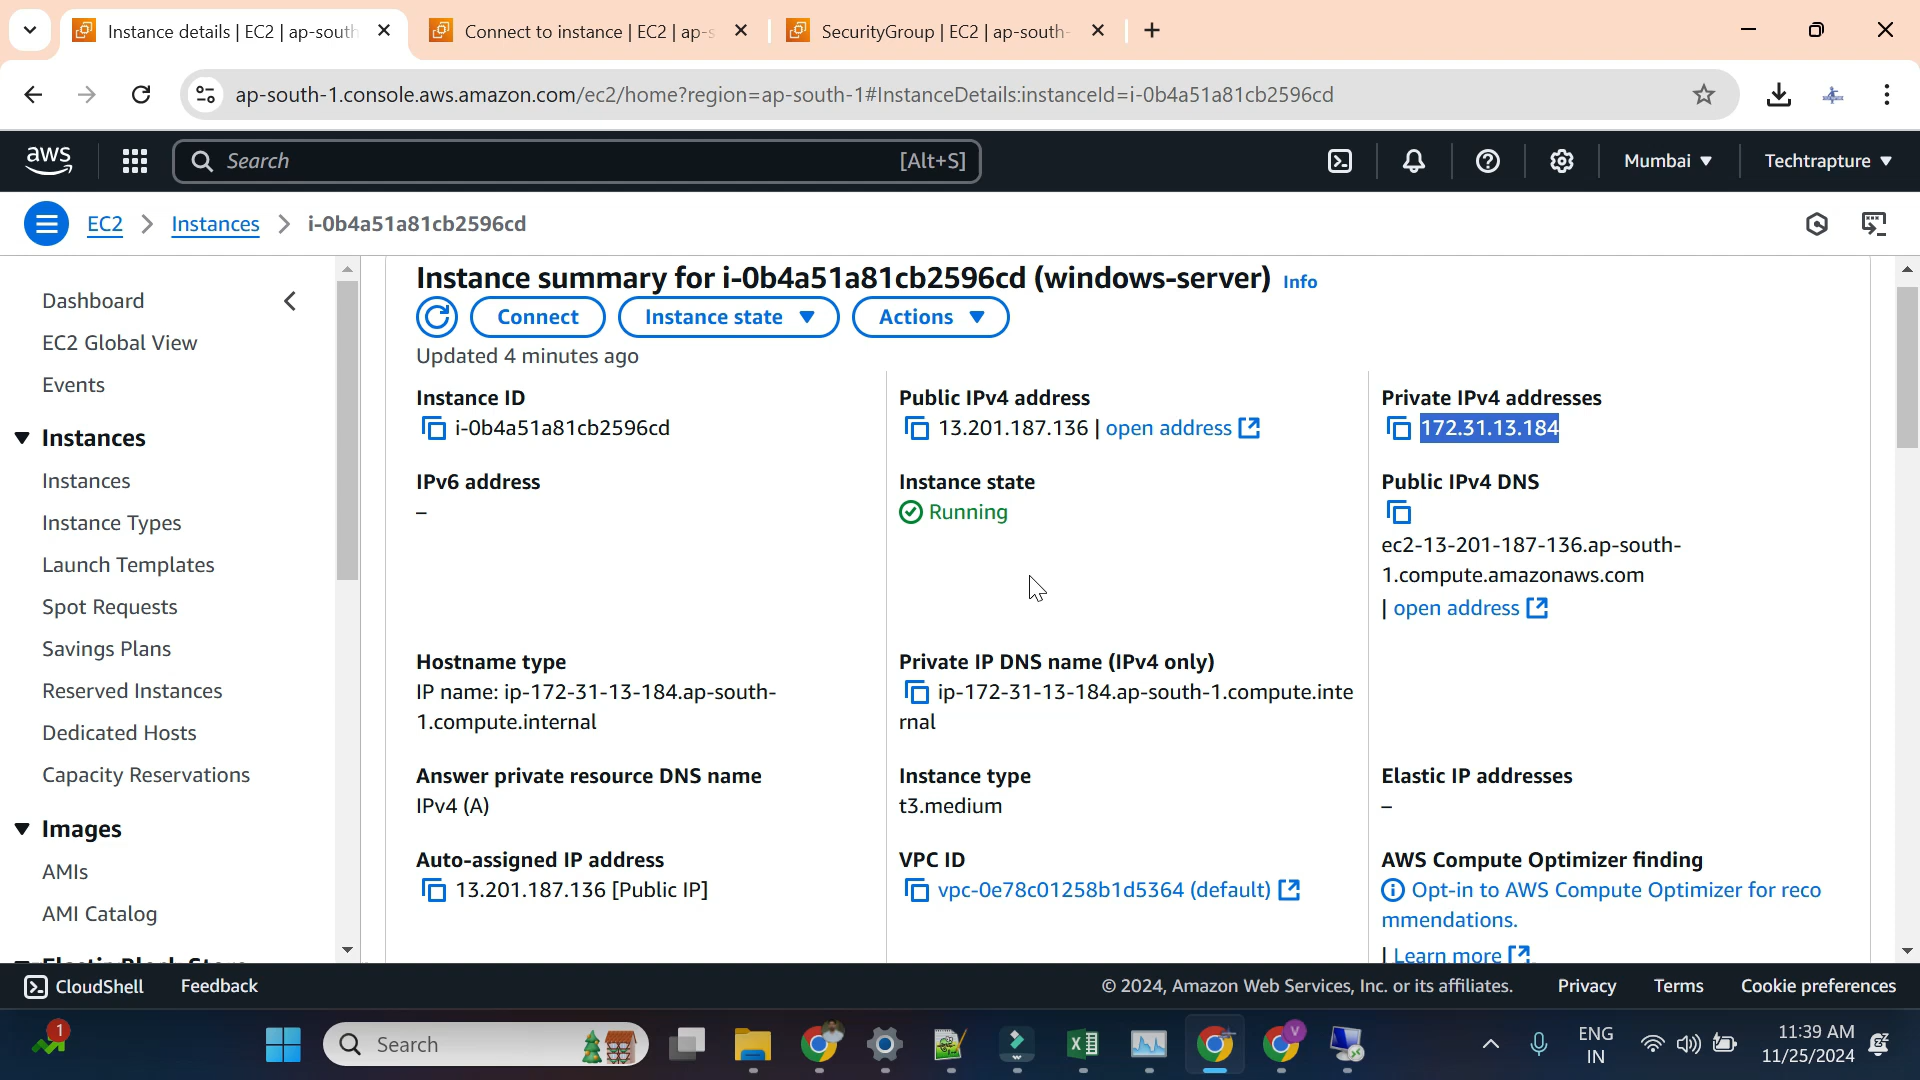 Instance details | EC2 | ap-south
Connect to instance | EC2 | ap-s
SecurityGroup | EC2 | ap-south-
ap-south-1.console.aws.amazon.com/ec2/home?region=ap-south-1#InstanceDetails:instanceId=i-0b4a51a81cb2596cd
aws
Search
[Alt+S]
Mumbai
Techtrapture
EC2
Instances
i-0b4a51a81cb2596cd
Dashboard
EC2 Global View
Events
Instances
Instances
Instance Types
Launch Templates
Spot Requests
Savings Plans
Reserved Instances
Dedicated Hosts
Capacity Reservations
Images
AMIs
AMI Catalog
Elastic Block Store
Instance summary for i-0b4a51a81cb2596cd (windows-server) Info
Connect
Instance state
Actions
Updated 4 minutes ago
Instance ID
i-0b4a51a81cb2596cd
Public IPv4 address
13.201.187.136 | open address
Private IPv4 addresses
172.31.13.184
IPv6 address
–
Instance state
Running
Public IPv4 DNS
ec2-13-201-187-136.ap-south-
1.compute.amazonaws.com
| open address
Hostname type
IP name: ip-172-31-13-184.ap-south-
1.compute.internal
Private IP DNS name (IPv4 only)
ip-172-31-13-184.ap-south-1.compute.inte
rnal
Answer private resource DNS name
IPv4 (A)
Instance type
t3.medium
Elastic IP addresses
–
Auto-assigned IP address
13.201.187.136 [Public IP]
VPC ID
vpc-0e78c01258b1d5364 (default)
AWS Compute Optimizer finding
Opt-in to AWS Compute Optimizer for reco
mmendations.
| Learn more
CloudShell
Feedback
© 2024, Amazon Web Services, Inc. or its affiliates.
Privacy
Terms
Cookie preferences
1
Search
V
ENG
IN
11:39 AM
11/25/2024